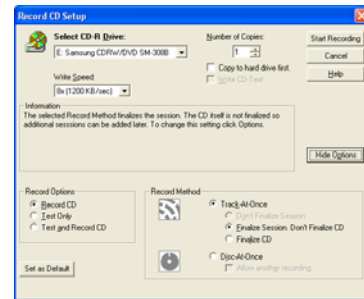 Record CD Setup
Select CD-R Drive:
E: Samsung CDRW/DVD SM-308B
Number of Copies:
1
Start Recording
Cancel
Help
Copy to hard drive first.
Write CD-Text
Write Speed:
8x (1200 KB/sec)
Information
The selected Record Method finalizes the session. The CD itself is not finalized so
additional sessions can be added later. To change this setting click Options.
Hide Options
Record Options
Record CD
Test Only
Test and Record CD
Set as Default
Record Method
Track-At-Once
Don't Finalize Session
Finalize Session. Don't Finalize CD
Finalize CD
Disc-At-Once
Allow another recording